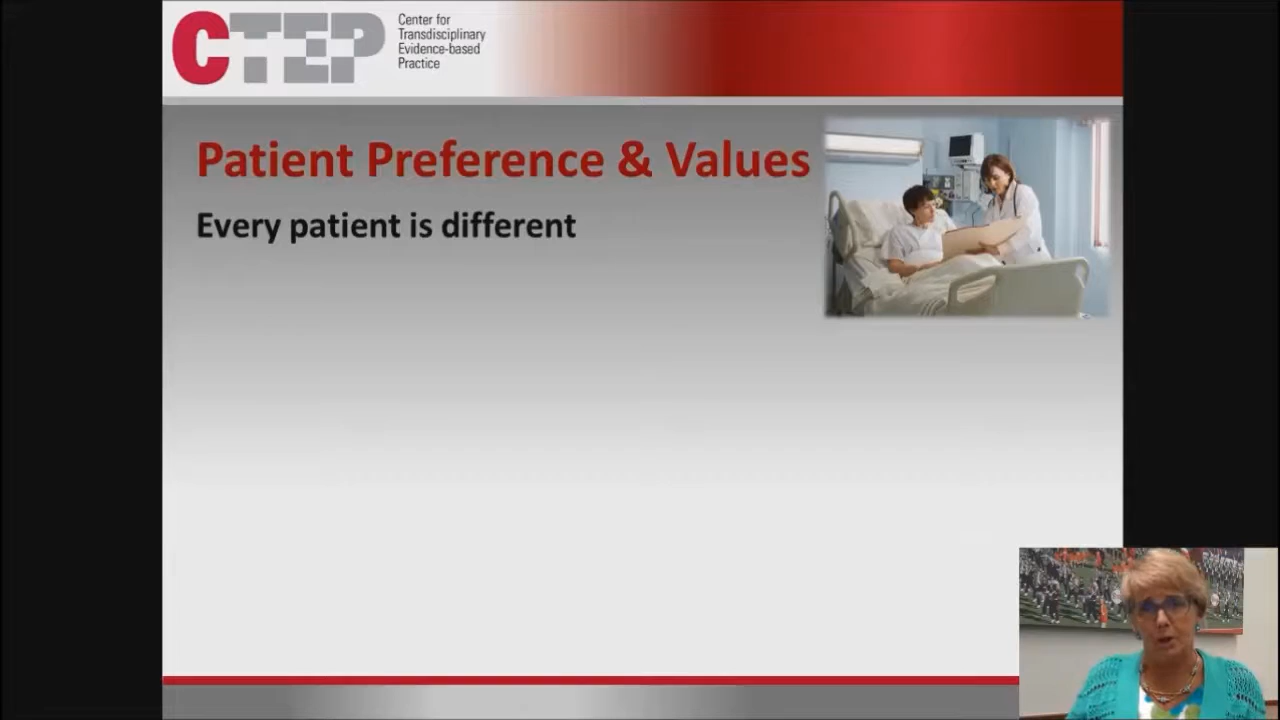 CTEP
Center for
Transdisciplinary
Evidence-based
Practice
Patient Preference & Values
Every patient is different